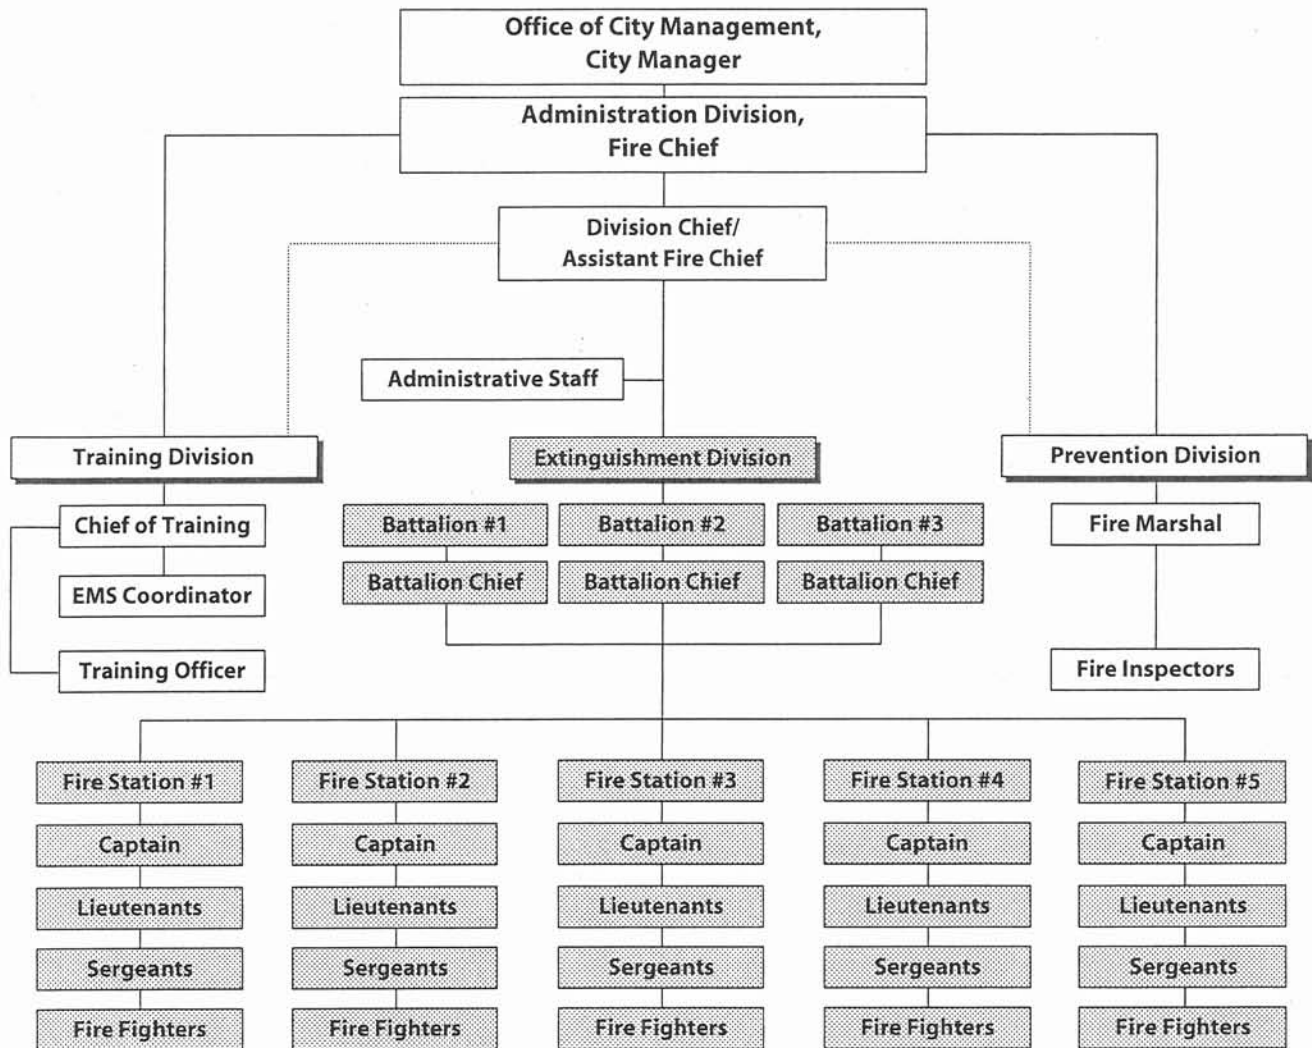 Office of City Management,
City Manager
Administration Division,
Fire Chief
Division Chief/
Assistant Fire Chief
Administrative Staff
Training Division
Extinguishment Division
Prevention Division
Chief of Training
Battalion #1
Battalion #2
Battalion #3
Fire Marshal
EMS Coordinator
Battalion Chief
Battalion Chief
Battalion Chief
Training Officer
Fire Inspectors
Fire Station #1
Fire Station #2
Fire Station #3
Fire Station #4
Fire Station #5
Captain
Captain
Captain
Captain
Captain
Lieutenants
Lieutenants
Lieutenants
Lieutenants
Lieutenants
Sergeants
Sergeants
Sergeants
Sergeants
Sergeants
Fire Fighters
Fire Fighters
Fire Fighters
Fire Fighters
Fire Fighters